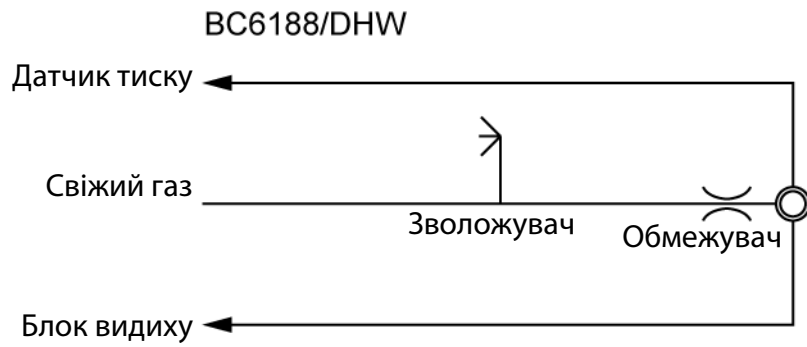 BC6188/DHW
Датчик тиску
Свіжий газ
Зволожувач
Обмежувач
Блок видиху